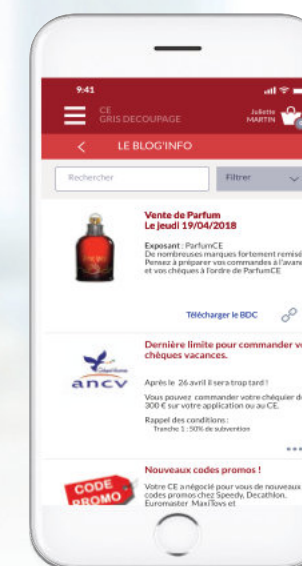 9:41
CE
GRIS DECOUPAGE
Juliette
MARTIN
LE BLOG'INFO
Rechercher
Filtrer
Vente de Parfum
Le jeudi 19/04/2018
Exposant : ParfumCE
De nombreuses marques fortement remisé
Pensez à préparer vos commandes à l'avan
et vos chèques à l'ordre de ParfumCE
Télécharger le BDC
Dernière limite pour commander v
chèques vacances.
ancv
Après le 26 avril il sera trop tard !
Vous pouvez commander votre chéquier d
300 € sur votre application ou au CE.
Rappel des conditions :
Tranche 1 : 50% de subvention
CODE
PROMO
Nouveaux codes promos !
Votre CE a négocié pour vous de nouveaux
codes promos chez Speedy, Decathlon,
Euromaster MaxiToys et